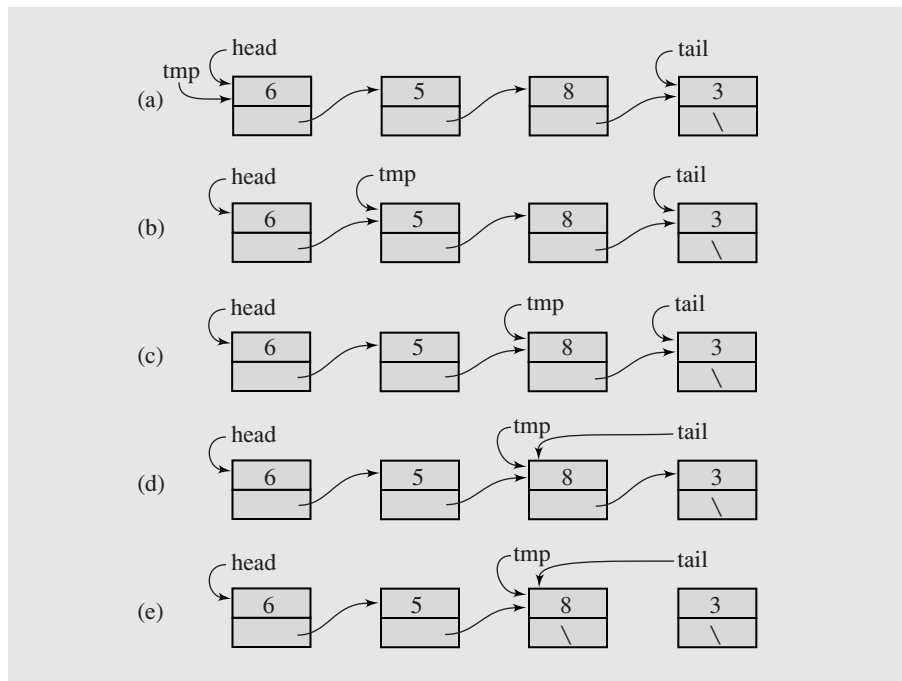 head
tmp
tail
(a)
6 5 8 3
\
head
tmp
tail
(b)
6 5 8 3
\
head
tmp
tail
(c)
6 5 8 3
\
head
tmp
tail
(d)
6 5 8 3
\
head
tmp
tail
(e)
6 5 8 3
\ \